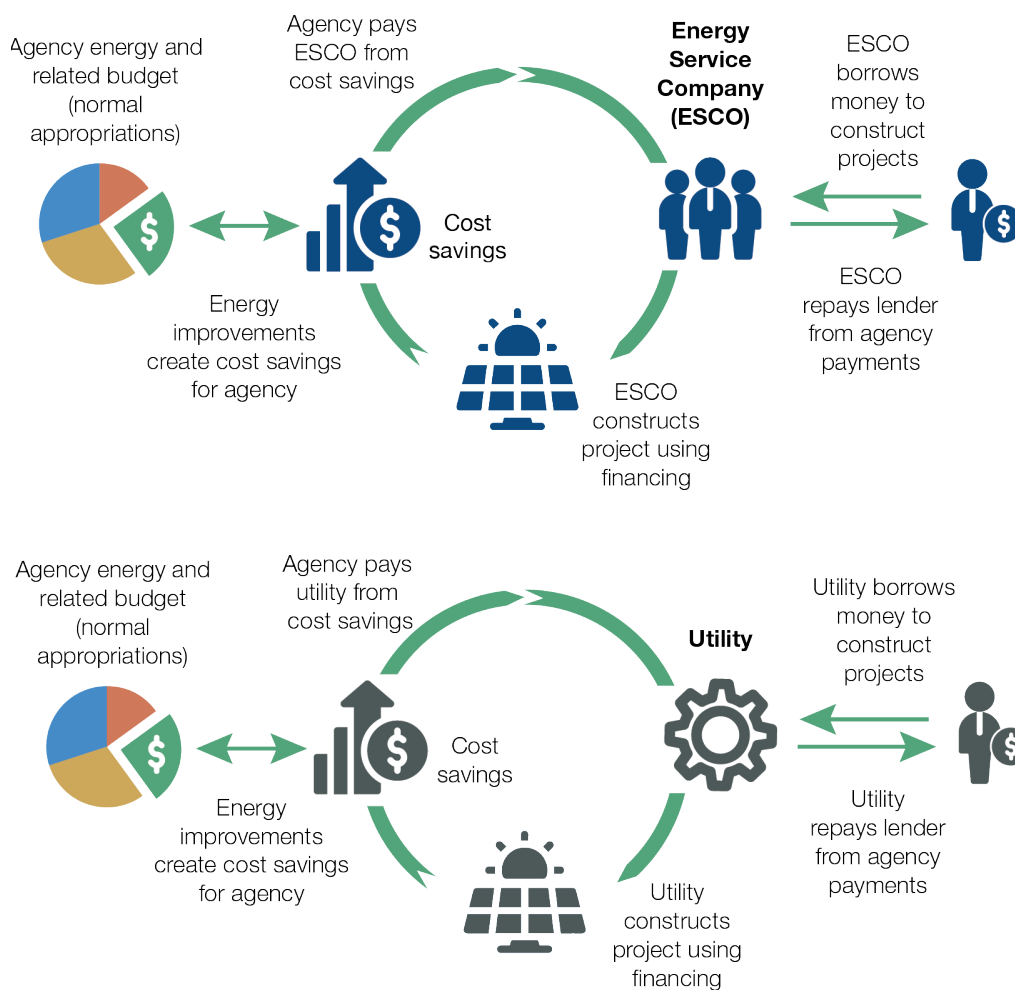 Agency energy and
related budget
(normal
appropriations)
$
Energy
improvements
create cost savings
for agency
Agency pays
ESCO from
cost savings
$
Cost
savings
Energy
Service
Company
(ESCO)
ESCO
constructs
project using
financing
ESCO
borrows
money to
construct
projects
$
ESCO
repays lender
from agency
payments
Agency energy and
related budget
(normal
appropriations)
$
Energy
improvements
create cost savings
for agency
Agency pays
utility from
cost savings
$
Cost
savings
Utility
Utility
constructs
project using
financing
Utility borrows
money to
construct
projects
$
Utility
repays lender
from agency
payments